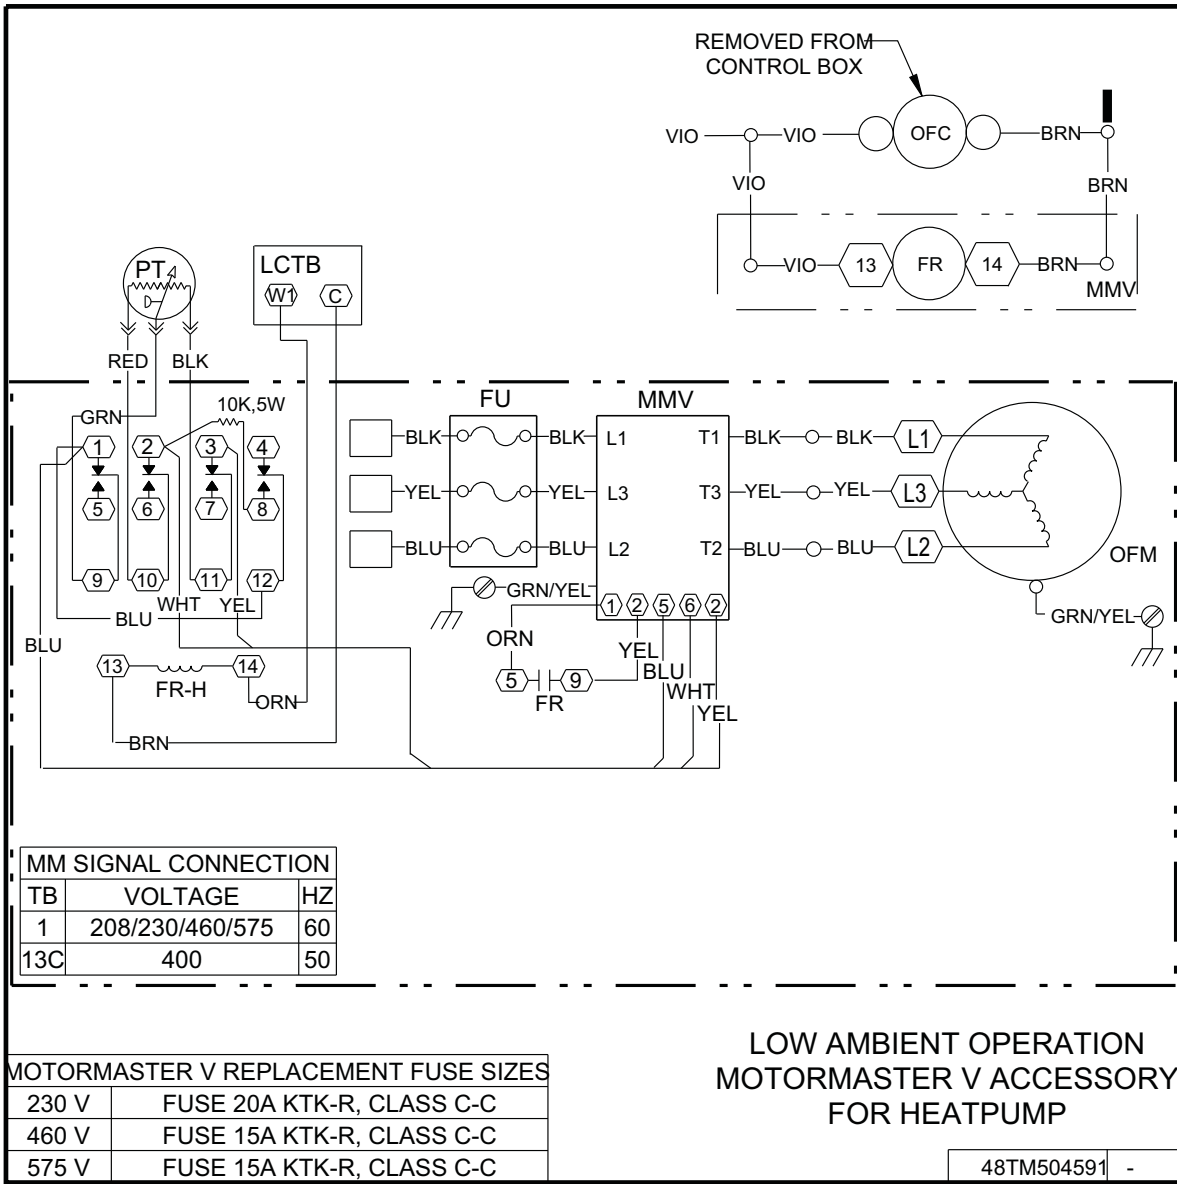 REMOVED FROM
CONTROL BOX
VIO
VIO
OFC
BRN
VIO
BRN
VIO
13
FR
14
BRN
MMV
PT
LCTB
W1
C
RED
BLK
GRN
10K,5W
FU
MMV
1
2
3
4
BLK
BLK
L1
T1
BLK
BLK
L1
5
6
7
8
YEL
YEL
L3
T3
YEL
YEL
L3
BLU
BLU
L2
T2
BLU
BLU
L2
OFM
9
10
11
12
GRN/YEL
1
2
5
6
2
WHT
YEL
BLU
GRN/YEL
BLU
ORN
YEL
BLU
WHT
YEL
13
14
FR-H
ORN
5
9
FR
BRN
MM SIGNAL CONNECTION
TB VOLTAGE HZ
1 208/230/460/575 60
13C 400 50
LOW AMBIENT OPERATION
MOTORMASTER V ACCESSORY
FOR HEATPUMP
MOTORMASTER V REPLACEMENT FUSE SIZES
230 V FUSE 20A KTK-R, CLASS C-C
460 V FUSE 15A KTK-R, CLASS C-C
575 V FUSE 15A KTK-R, CLASS C-C
48TM504591 -